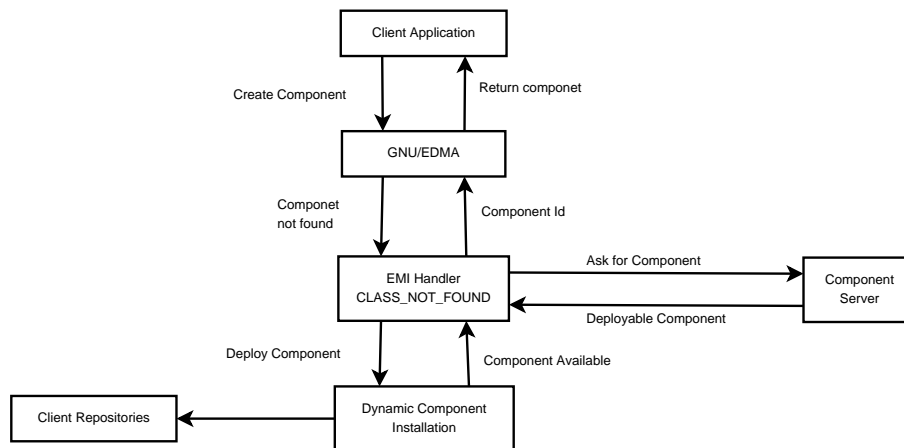 Client Application
Create Component
Return componet
GNU/EDMA
Componet
not found
Component Id
EMI Handler
CLASS_NOT_FOUND
Ask for Component
Component
Server
Deployable Component
Deploy Component
Component Available
Client Repositories
Dynamic Component
Installation